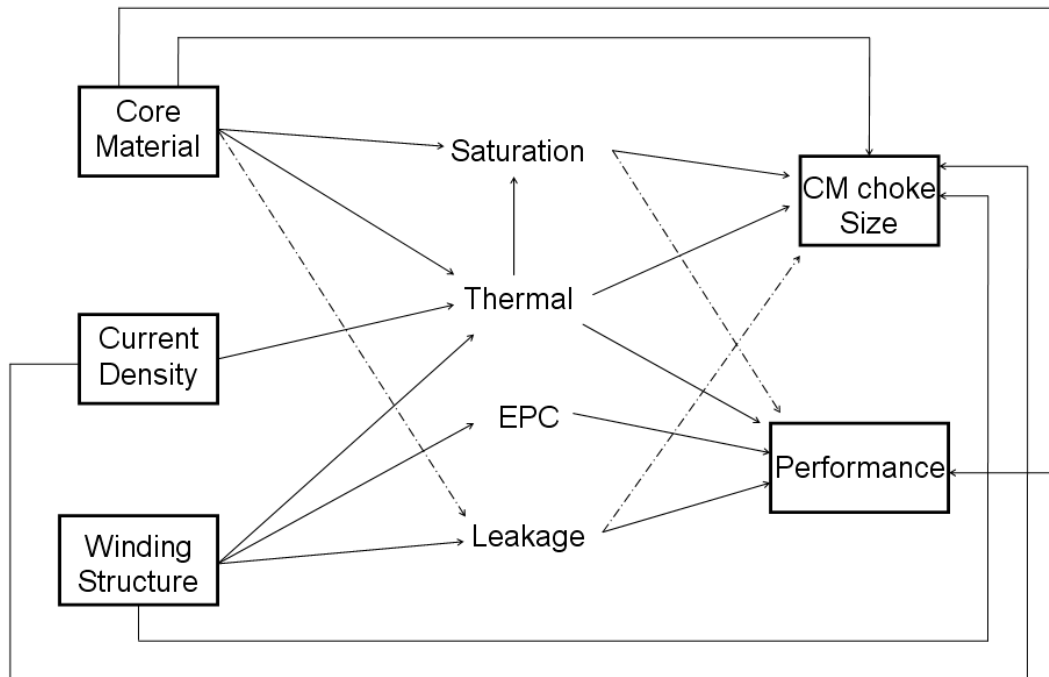 Core
Material
Saturation
CM choke
Size
Thermal
Current
Density
EPC
Performance
Winding
Structure
Leakage